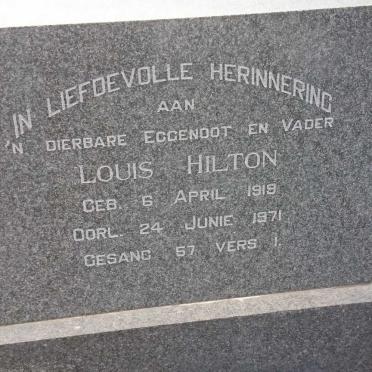 IN LIEFDEVOLLE HERINNERING
AAN
'N DIERBARE EGGENOOT EN VADER
LOUIS HILTON
GEB. 6 APRIL 1919
OORL. 24 JUNIE 1971
GESANG 57 VERS 1.